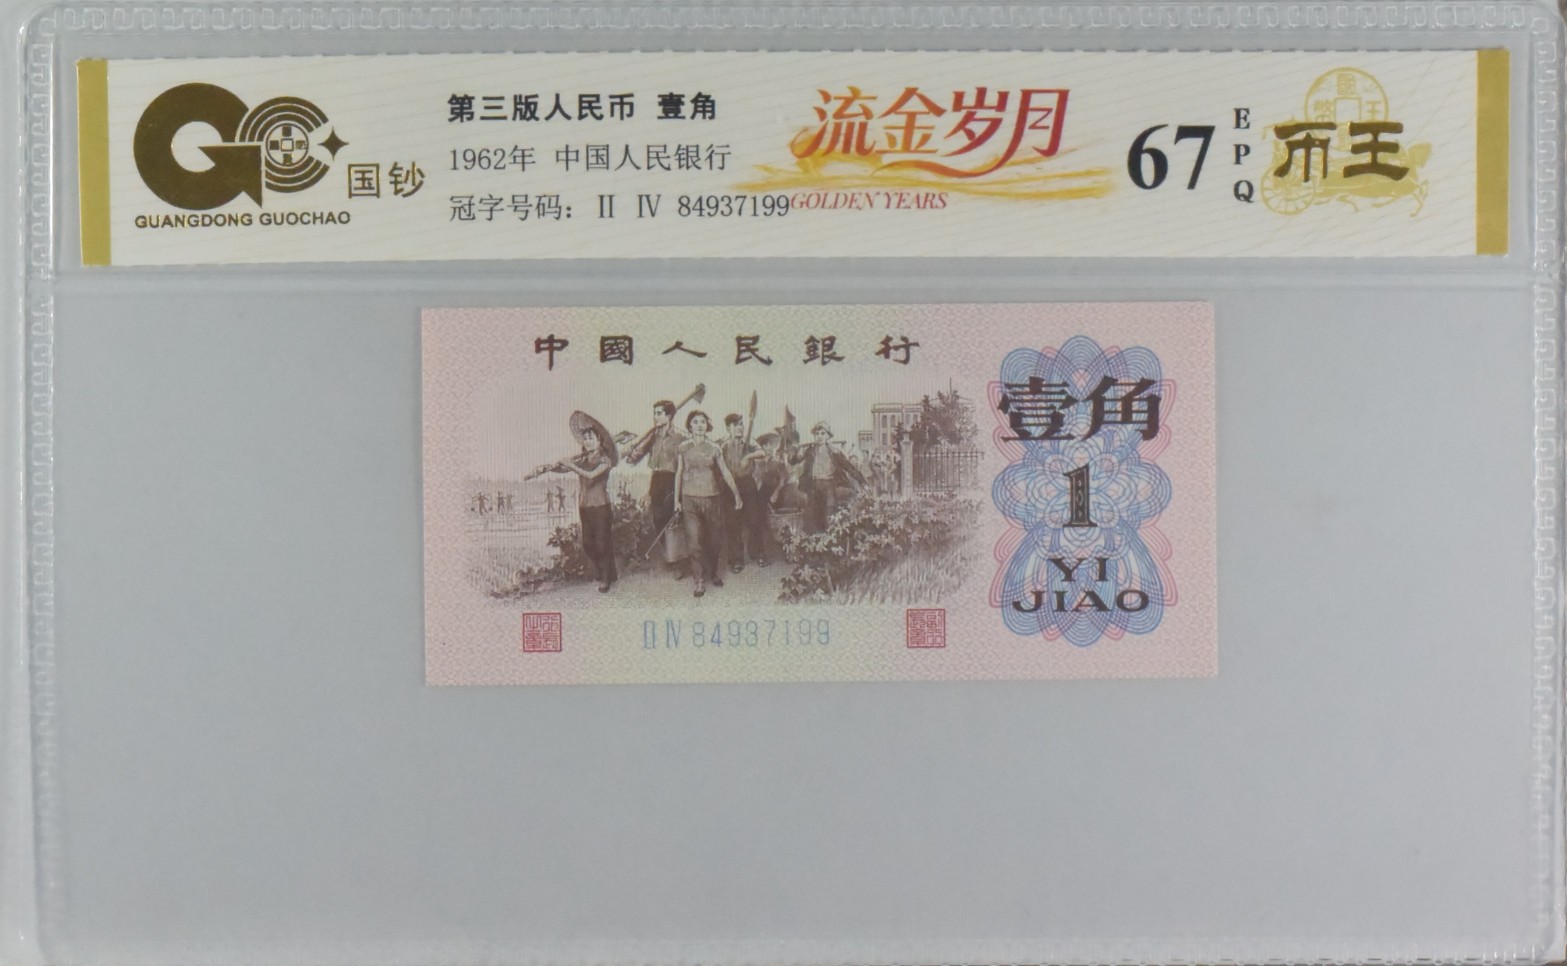 国钞
GUANGDONG GUOCHAO
第三版人民币 壹角
1962年 中国人民银行
冠字号码： II IV 84937199
流金岁月
GOLDEN YEARS
67
EPQ
币王
中國人民銀行
壹角
1
YI
JIAO
II IV 84937199